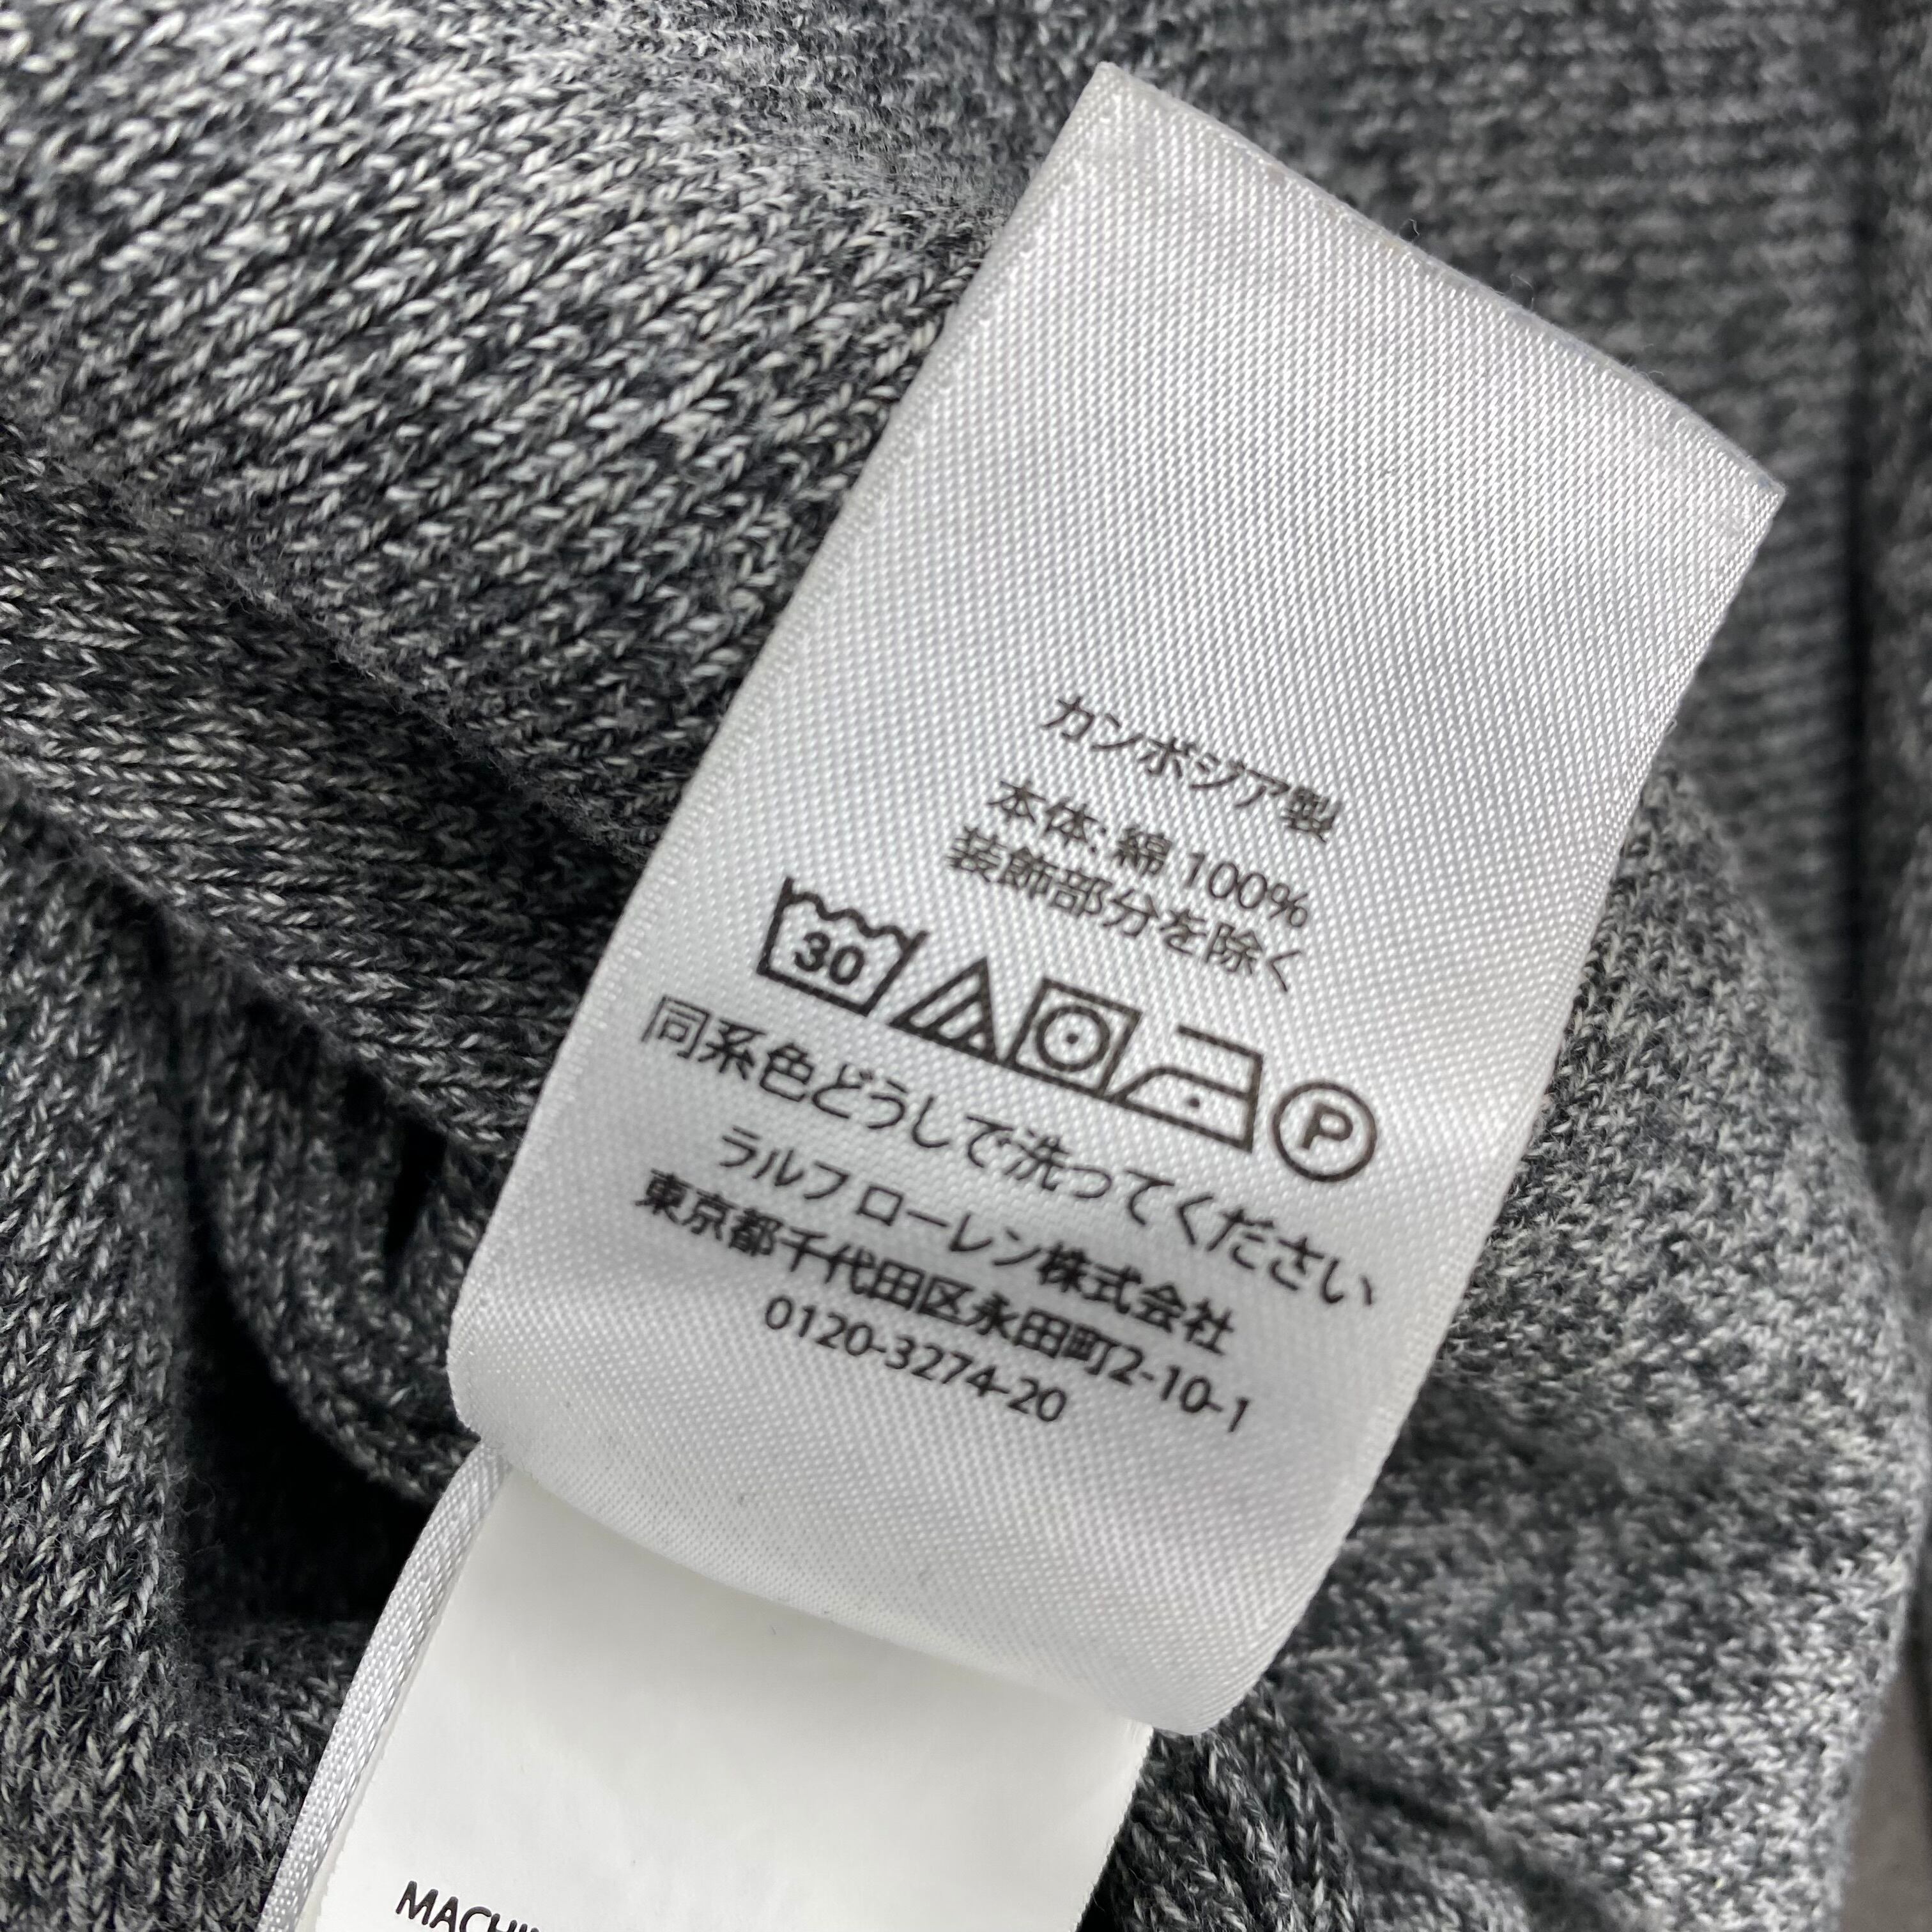 カンボジア製
本体: 綿 100%
装飾部分を除く
30 P
同系色どうしで洗ってください
ラルフ ローレン株式会社
東京都千代田区永田町2-10-1
0120-3274-20